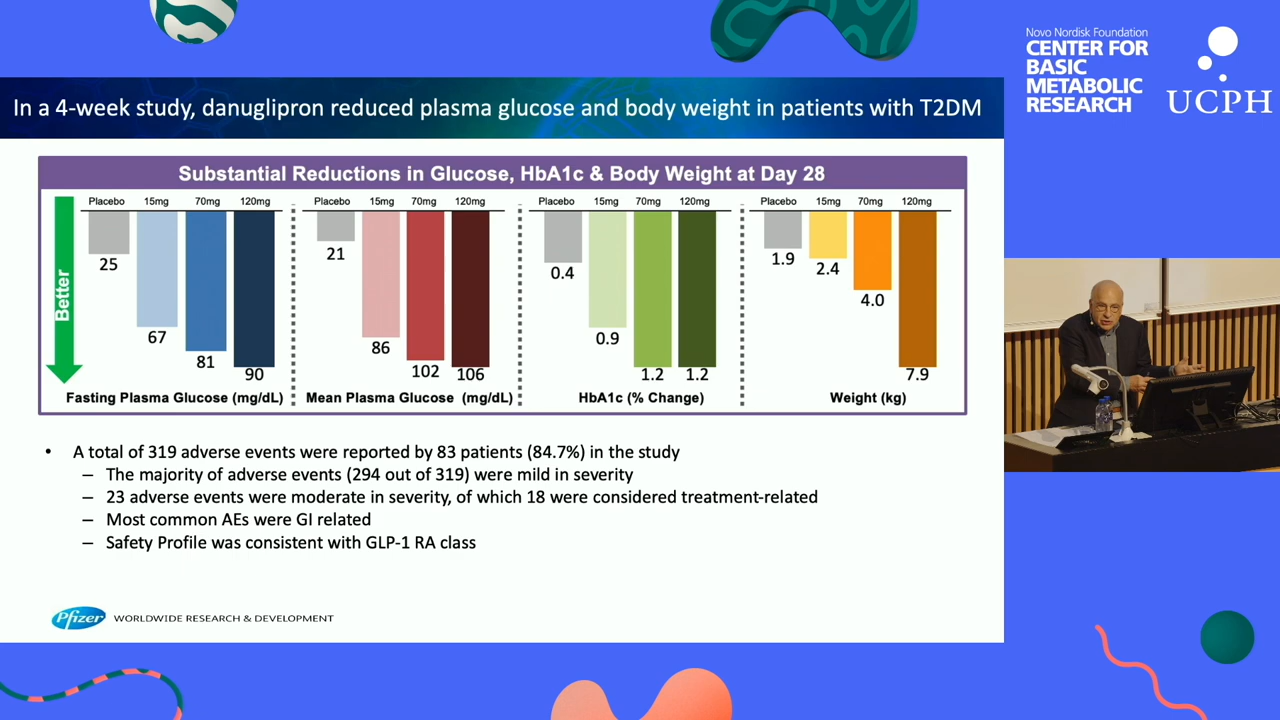 Novo Nordisk Foundation
CENTER FOR
BASIC
METABOLIC
RESEARCH
UCPH
In a 4-week study, danuglipron reduced plasma glucose and body weight in patients with T2DM
Substantial Reductions in Glucose, HbA1c & Body Weight at Day 28
Better
Placebo 15mg 70mg 120mg
25 67 81 90
Fasting Plasma Glucose (mg/dL)
Placebo 15mg 70mg 120mg
21 86 102 106
Mean Plasma Glucose (mg/dL)
Placebo 15mg 70mg 120mg
0.4 0.9 1.2 1.2
HbA1c (% Change)
Placebo 15mg 70mg 120mg
1.9 2.4 4.0 7.9
Weight (kg)
• A total of 319 adverse events were reported by 83 patients (84.7%) in the study
– The majority of adverse events (294 out of 319) were mild in severity
– 23 adverse events were moderate in severity, of which 18 were considered treatment-related
– Most common AEs were GI related
– Safety Profile was consistent with GLP-1 RA class
Pfizer WORLDWIDE RESEARCH & DEVELOPMENT